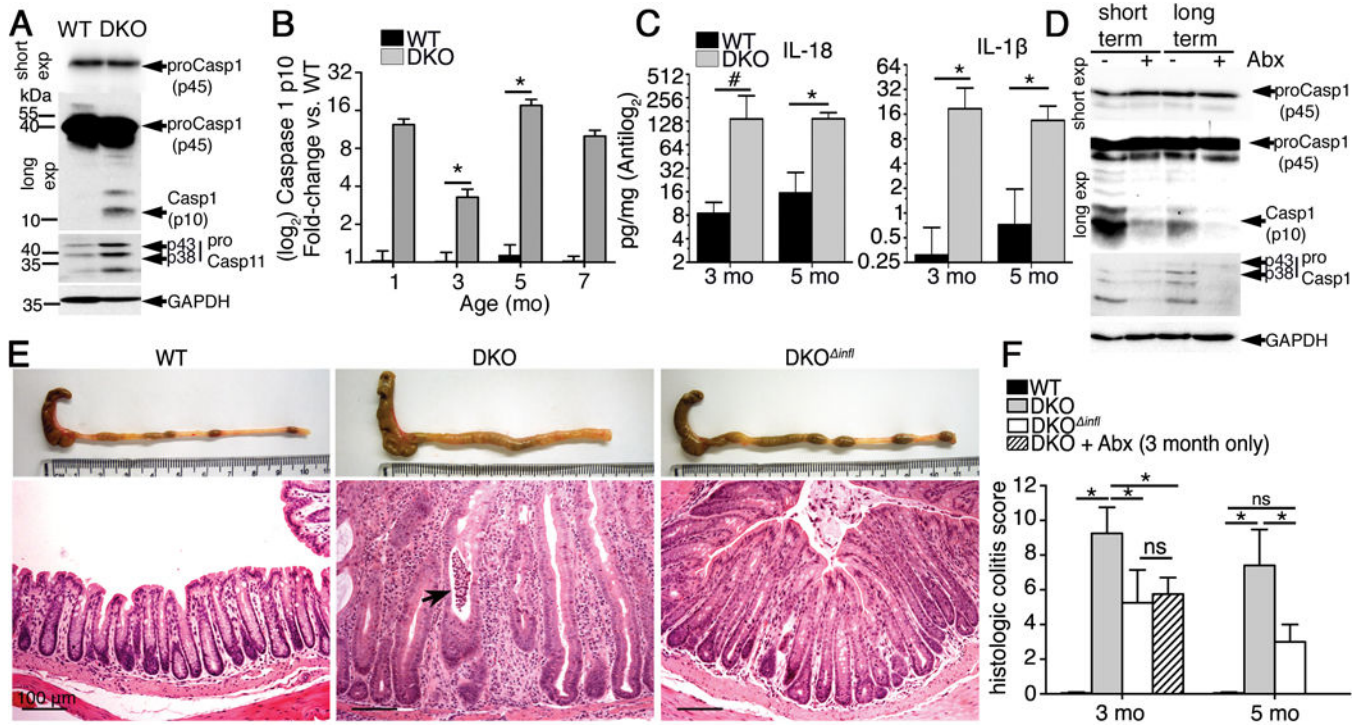 A
WT DKO
short exp
proCasp1
(p45)
kDa
55
40
proCasp1
(p45)
long exp
Casp1
(p10)
10
40
35
p43
p38
pro
Casp11
35
GAPDH
B
WT
DKO
(log2) Caspase 1 p10
Fold-change vs. WT
32
16
8
4
2
1
*
*
1 3 5 7
Age (mo)
C
WT
DKO
IL-18
IL-1β
pg/mg (Antilog2)
512
256
128
64
32
16
8
4
2
#
*
3 mo 5 mo
64
32
16
8
4
2
1
0.5
0.25
*
*
3 mo 5 mo
D
short term
long term
- + - + Abx
short exp
proCasp1
(p45)
proCasp1
(p45)
long exp
Casp1
(p10)
p43
p38
pro
Casp1
GAPDH
E
WT
DKO
DKOΔinfl
100 µm
F
WT
DKO
DKOΔinfl
DKO + Abx (3 month only)
histologic colitis score
12
10
8
6
4
2
0
*
* *
ns
ns
* *
3 mo 5 mo